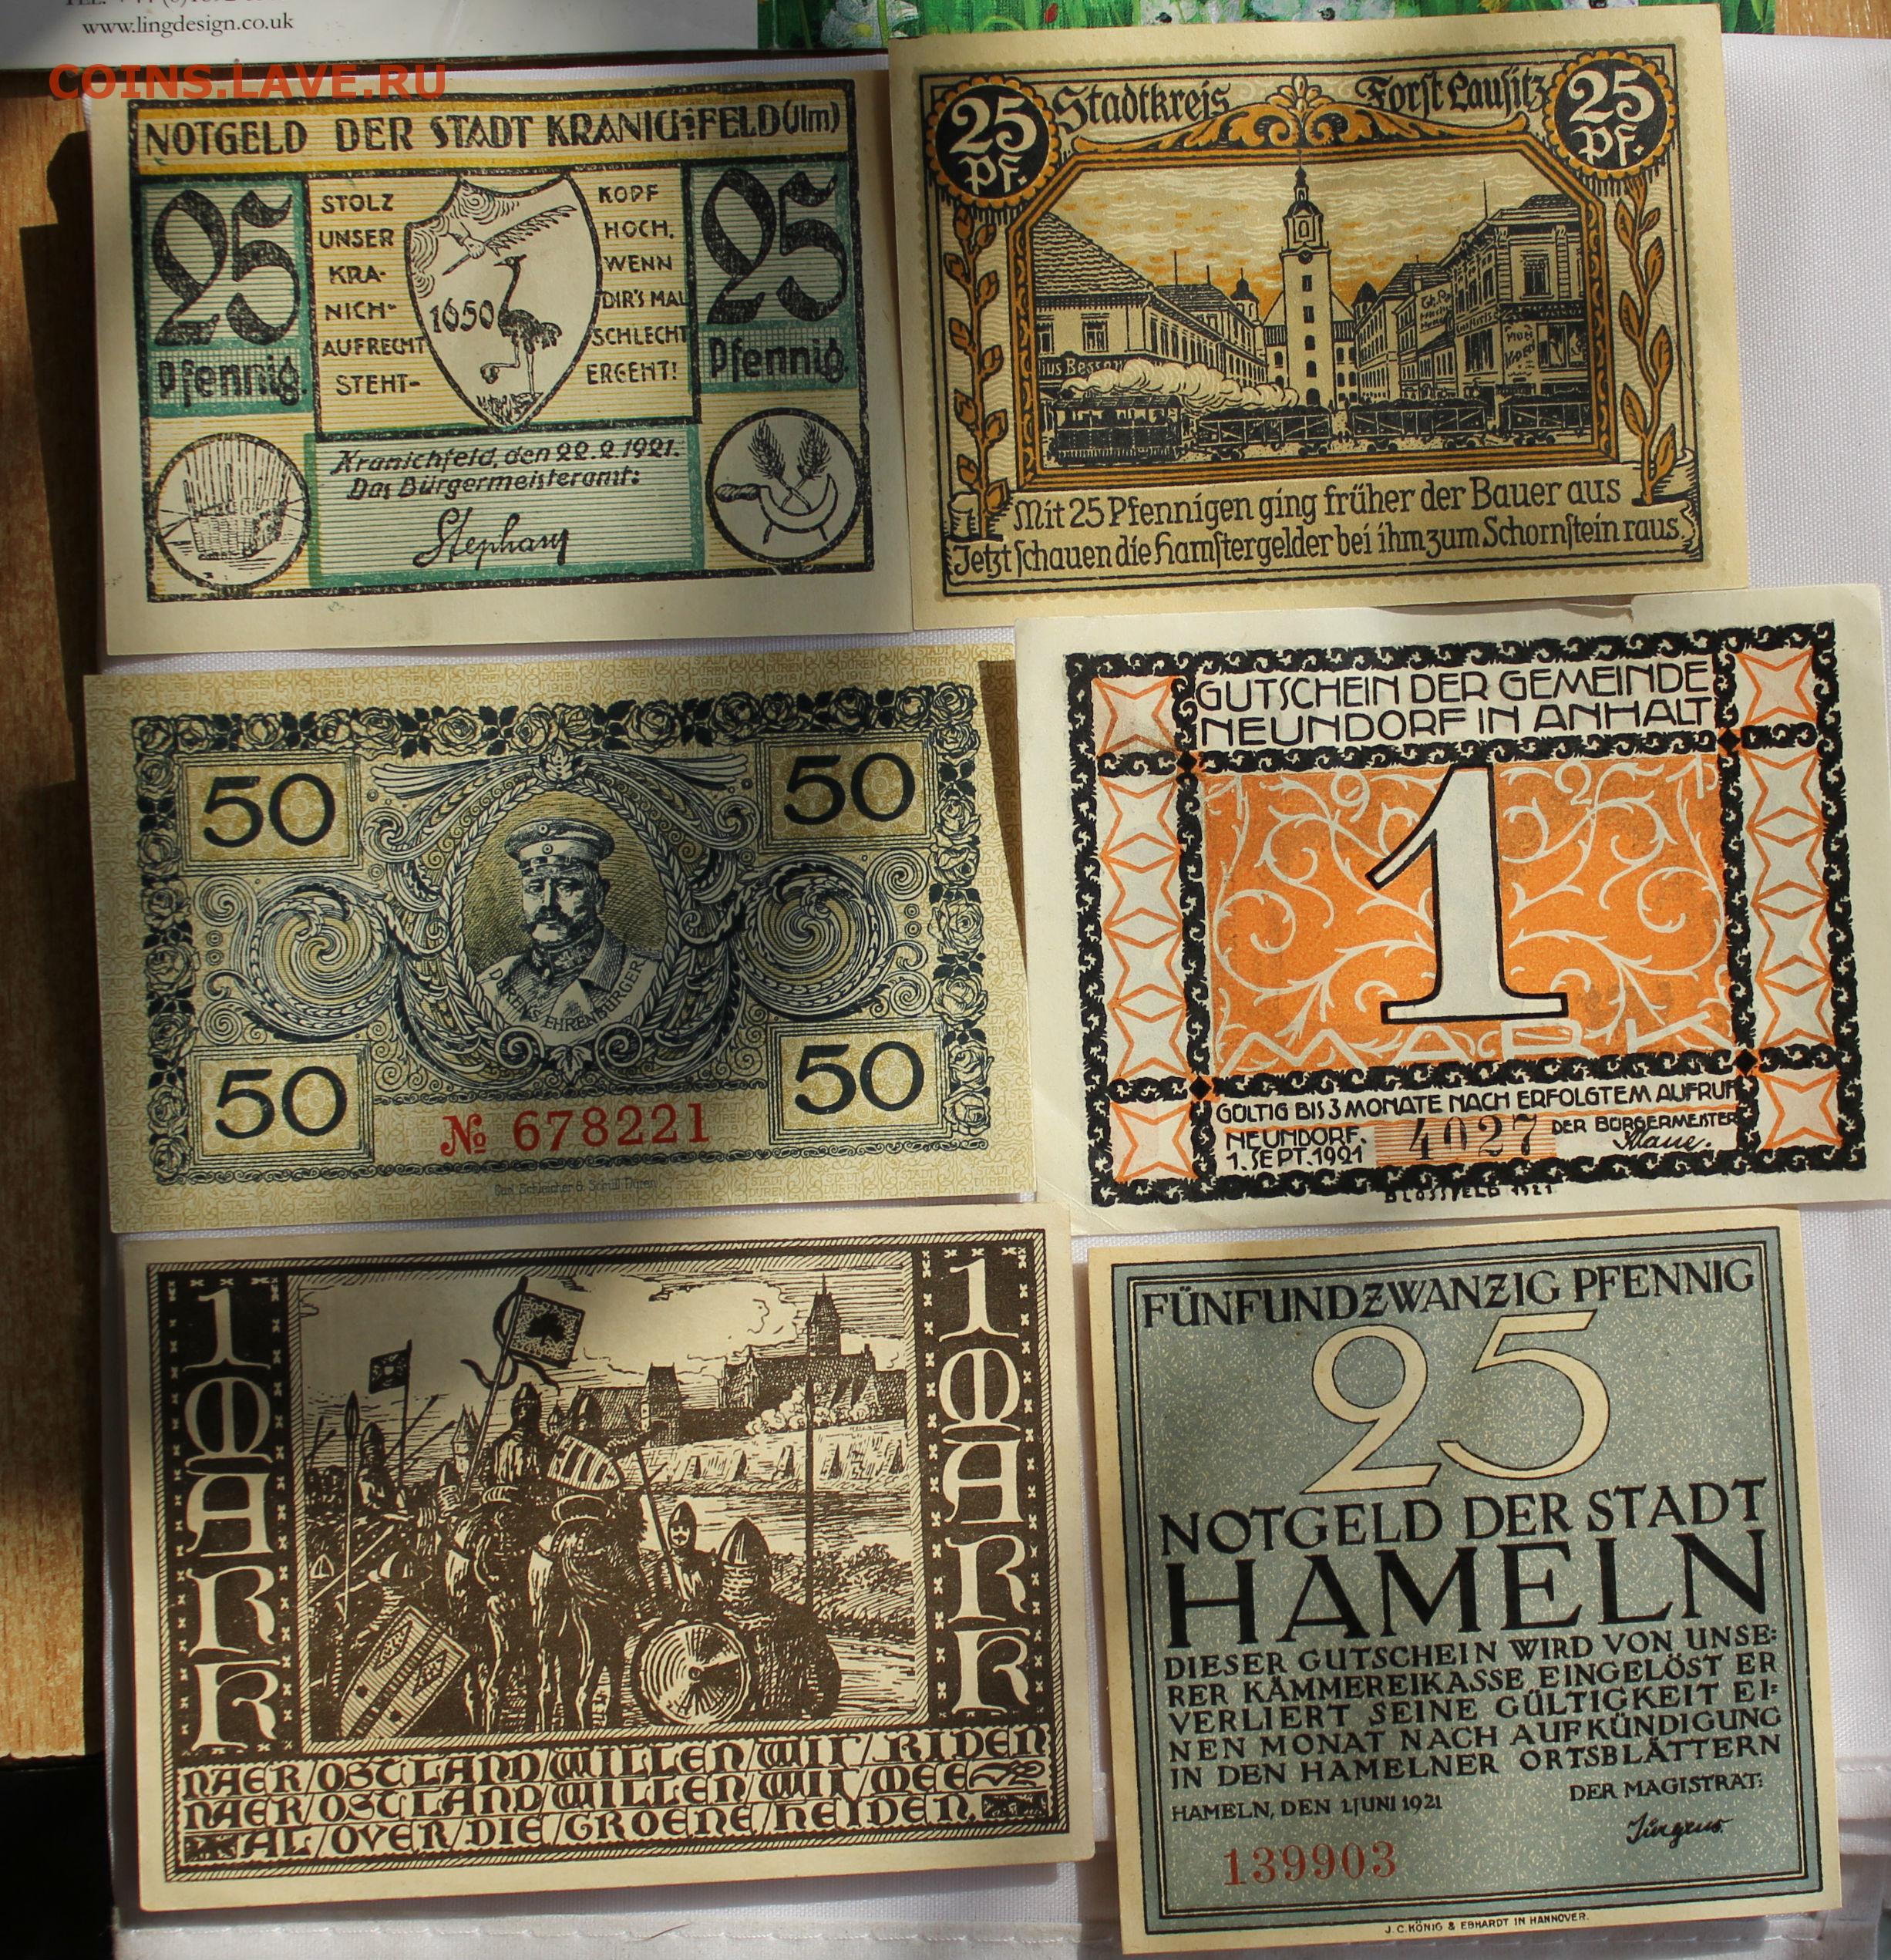 www.lingdesign.co.uk
COINS.LAVE.RU
NOTGELD DER STADT KRANICHFELD (Ilm)
25
Pfennig.
STOLZ
UNSER
KRA-
NICH-
AUFRECHT
STEHT-
1650
KOPF
HOCH,
WENN
DIR'S MAL
SCHLECHT
ERGEHT!
25
Pfennig.
Kranichfeld, den 22.2.1921.
Das Bürgermeisteramt:
25
Pf.
Stadtkreis Forst Lausitz
25
Pf.
Mit 25 Pfennigen ging früher der Bauer aus
Jetzt schauen die Hamstergelder bei ihm zum Schornstein raus.
50
50
DÜRENS EHRENBÜRGER
50
50
№ 678221
Carl Schleicher & Schüll Düren
GUTSCHEIN DER GEMEINDE
NEUNDORF IN ANHALT
1921
1
MARK
GÜLTIG BIS 3 MONATE NACH ERFOLGTEM AUFRUF
NEUNDORF.
1. SEPT. 1921
4027
DER BÜRGERMEISTER
BLOSSFELD 1921
1 MARK
1 MARK
NAER/OSTLAND/WILLEN/WIJ/RIDEN
NAER/OSTLAND/WILLEN/WIJ/MEE
AL/OVER/DIE/GROENE/HEIDEN.
FÜNFUNDZWANZIG PFENNIG
25
NOTGELD DER STADT
HAMELN
DIESER GUTSCHEIN WIRD VON UNSE=
RER KÄMMEREIKASSE EINGELÖST ER
VERLIERT SEINE GÜLTIGKEIT EI=
NEN MONAT NACH AUFKÜNDIGUNG
IN DEN HAMELNER ORTSBLÄTTERN
HAMELN, DEN 1. JUNI 1921
DER MAGISTRAT:
139903
J.C. KÖNIG & EBHARDT IN HANNOVER.